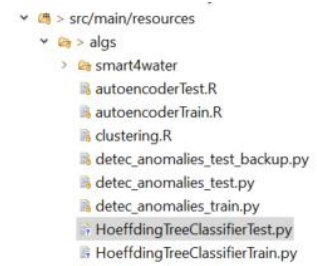 src/main/resources
algs
smart4water
autoencoderTest.R
autoencoderTrain.R
clustering.R
detec_anomalies_test_backup.py
detec_anomalies_test.py
detec_anomalies_train.py
HoeffdingTreeClassifierTest.py
HoeffdingTreeClassifierTrain.py